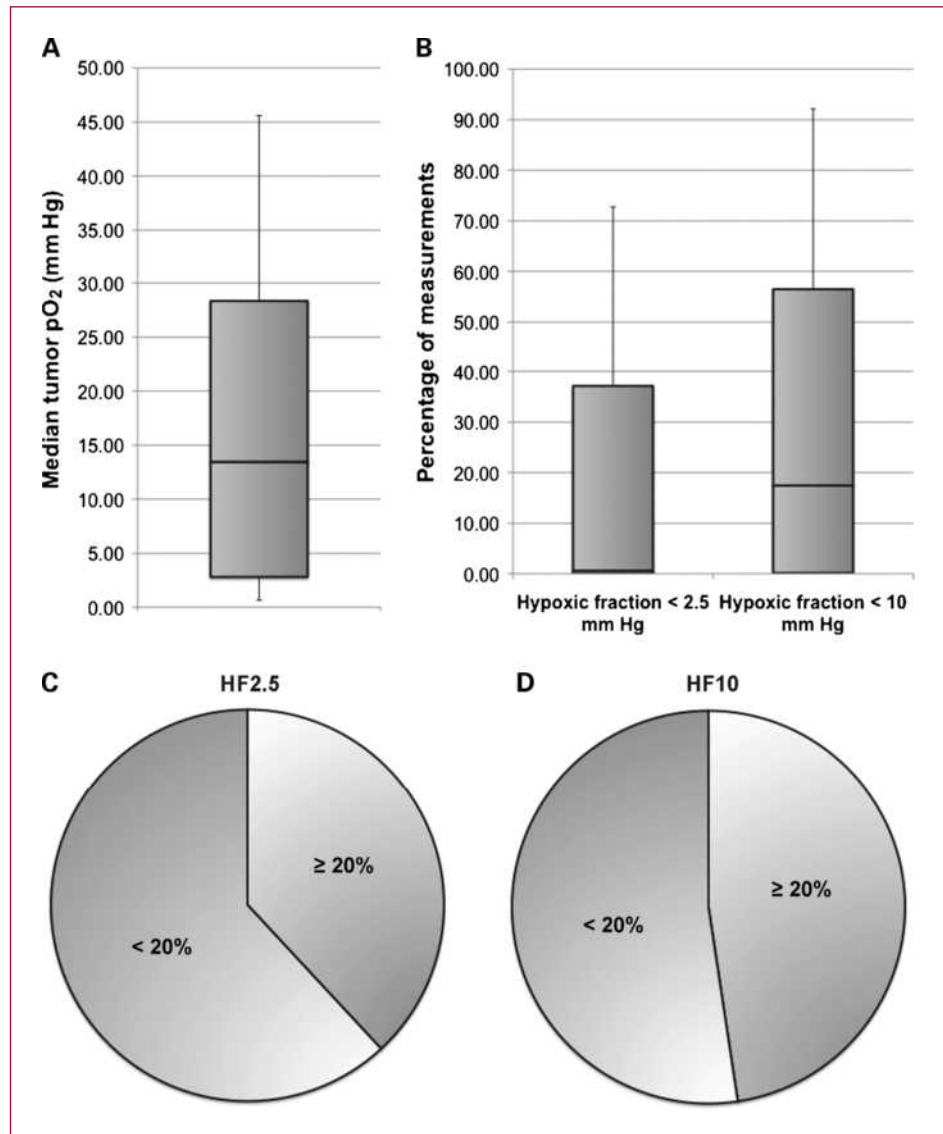 A
Median tumor pO₂ (mm Hg)
50.00
45.00
40.00
35.00
30.00
25.00
20.00
15.00
10.00
5.00
0.00
B
Percentage of measurements
100.00
90.00
80.00
70.00
60.00
50.00
40.00
30.00
20.00
10.00
0.00
Hypoxic fraction < 2.5
mm Hg
Hypoxic fraction < 10
mm Hg
C
HF2.5
≥ 20%
< 20%
D
HF10
≥ 20%
< 20%